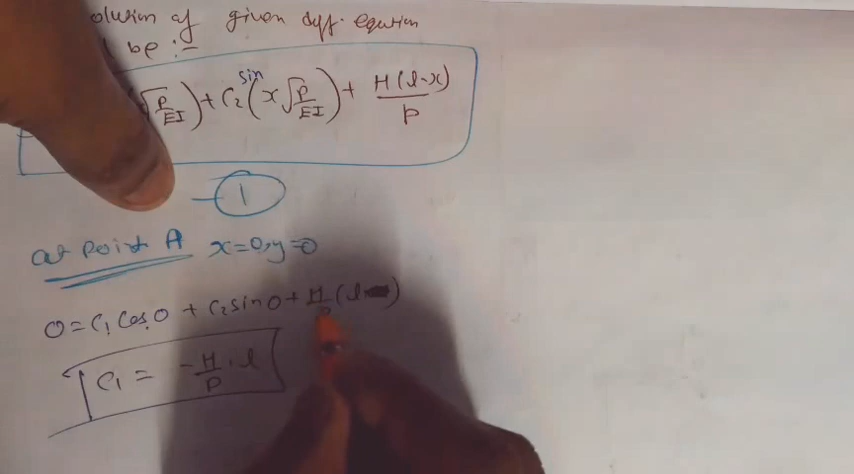 olution of given diff. equation
be :-
√P/EI) + C2 sin (x√P/EI) + H(l-x)/P
1
at point A x=0, y=0
0 = C1 Cos 0 + C2 sin 0 + H/P (l-
C1 = -H/P . l